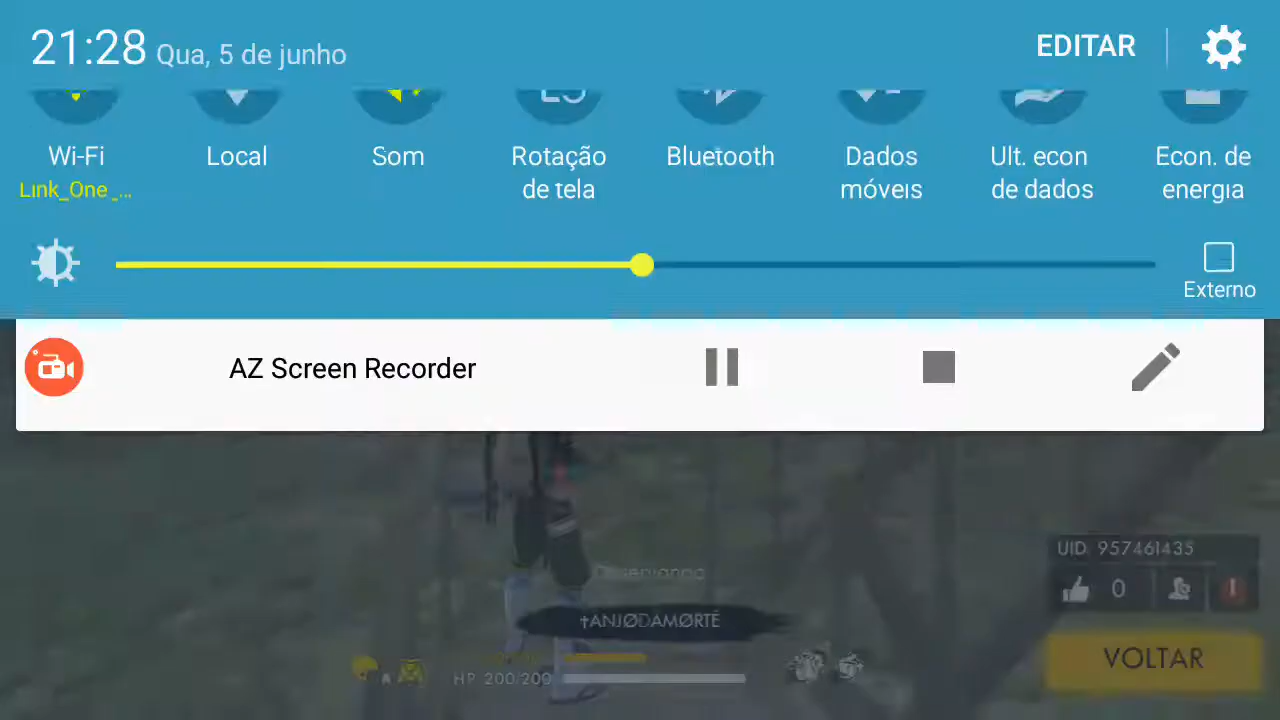 21:28 Qua, 5 de junho
EDITAR
Wi-Fi
Link_One_...
Local
Som
Rotação
de tela
Bluetooth
Dados
móveis
Ult. econ
de dados
Econ. de
energia
Externo
AZ Screen Recorder
UID 957461435
0
Observando
†ANJØDAMØRTÉ
HP 200/200
VOLTAR